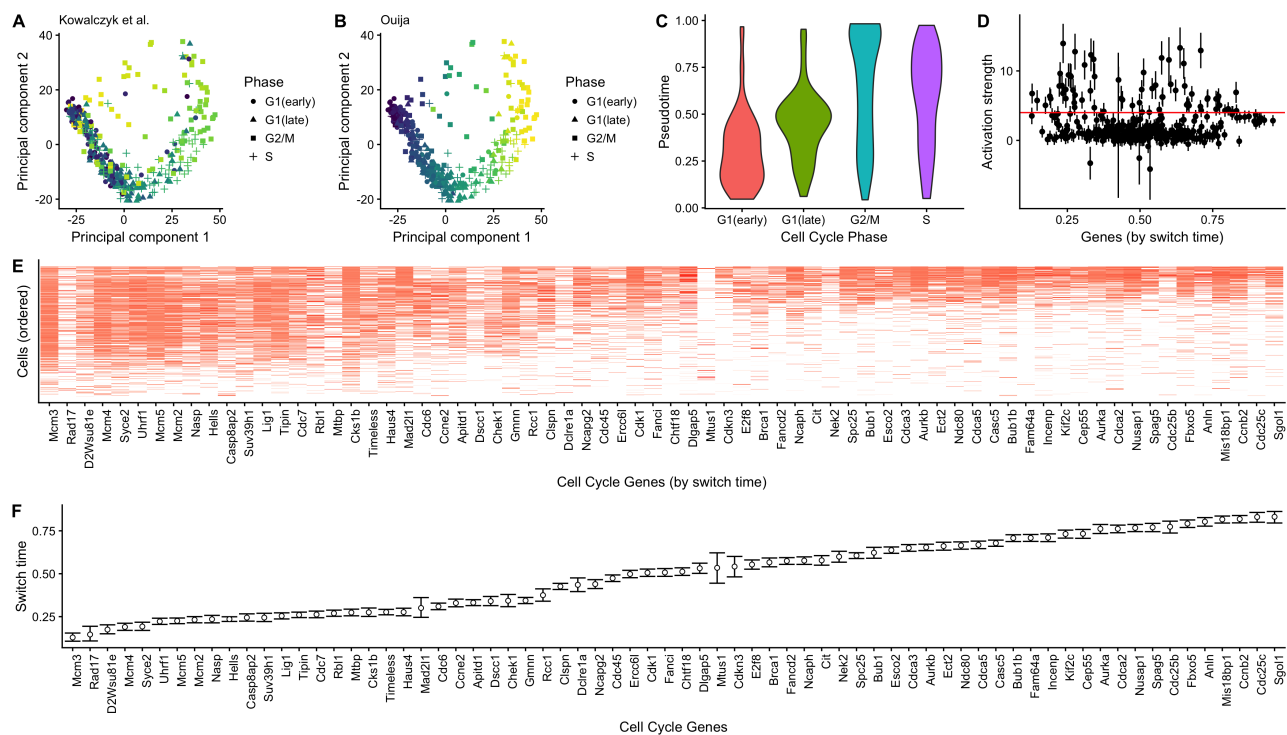 A Kowalczyk et al.
40
20
0
-20
-25 0 25 50
Principal component 2
Principal component 1
Phase
G1(early)
G1(late)
G2/M
S
B Ouija
40
20
0
-20
-25 0 25 50
Principal component 2
Principal component 1
Phase
G1(early)
G1(late)
G2/M
S
C
1.00
0.75
0.50
0.25
0.00
Pseudotime
G1(early) G1(late) G2/M S
Cell Cycle Phase
D
10
0
Activation strength
0.25 0.50 0.75
Genes (by switch time)
E
Cells (ordered)
Mcm3 Rad17 D2Wsu81e Mcm4 Syce2 Uhrf1 Mcm5 Mcm2 Nasp Hells Casp8ap2 Suv39h1 Lig1 Tipin Cdc7 Rbl1 Mtbp Cks1b Timeless Haus4 Mad2l1 Cdc6 Ccne2 Apitd1 Dscc1 Chek1 Gmnn Rcc1 Clspn Dclre1a Ncapg2 Cdc45 Ercc6l Cdk1 Fanci Chtf18 Dlgap5 Mtus1 Cdkn3 E2f8 Brca1 Fancd2 Ncaph Cit Nek2 Spc25 Bub1 Esco2 Cdca3 Aurkb Ect2 Ndc80 Cdca5 Casc5 Bub1b Fam64a Incenp Kif2c Cep55 Aurka Cdca2 Nusap1 Spag5 Cdc25b Fbxo5 Anln Mis18bp1 Ccnb2 Cdc25c Sgol1
Cell Cycle Genes (by switch time)
F
0.75
0.50
0.25
Switch time
Mcm3 Rad17 D2Wsu81e Mcm4 Syce2 Uhrf1 Mcm5 Mcm2 Nasp Hells Casp8ap2 Suv39h1 Lig1 Tipin Cdc7 Rbl1 Mtbp Cks1b Timeless Haus4 Mad2l1 Cdc6 Ccne2 Apitd1 Dscc1 Chek1 Gmnn Rcc1 Clspn Dclre1a Ncapg2 Cdc45 Ercc6l Cdk1 Fanci Chtf18 Dlgap5 Mtus1 Cdkn3 E2f8 Brca1 Fancd2 Ncaph Cit Nek2 Spc25 Bub1 Esco2 Cdca3 Aurkb Ect2 Ndc80 Cdca5 Casc5 Bub1b Fam64a Incenp Kif2c Cep55 Aurka Cdca2 Nusap1 Spag5 Cdc25b Fbxo5 Anln Mis18bp1 Ccnb2 Cdc25c Sgol1
Cell Cycle Genes